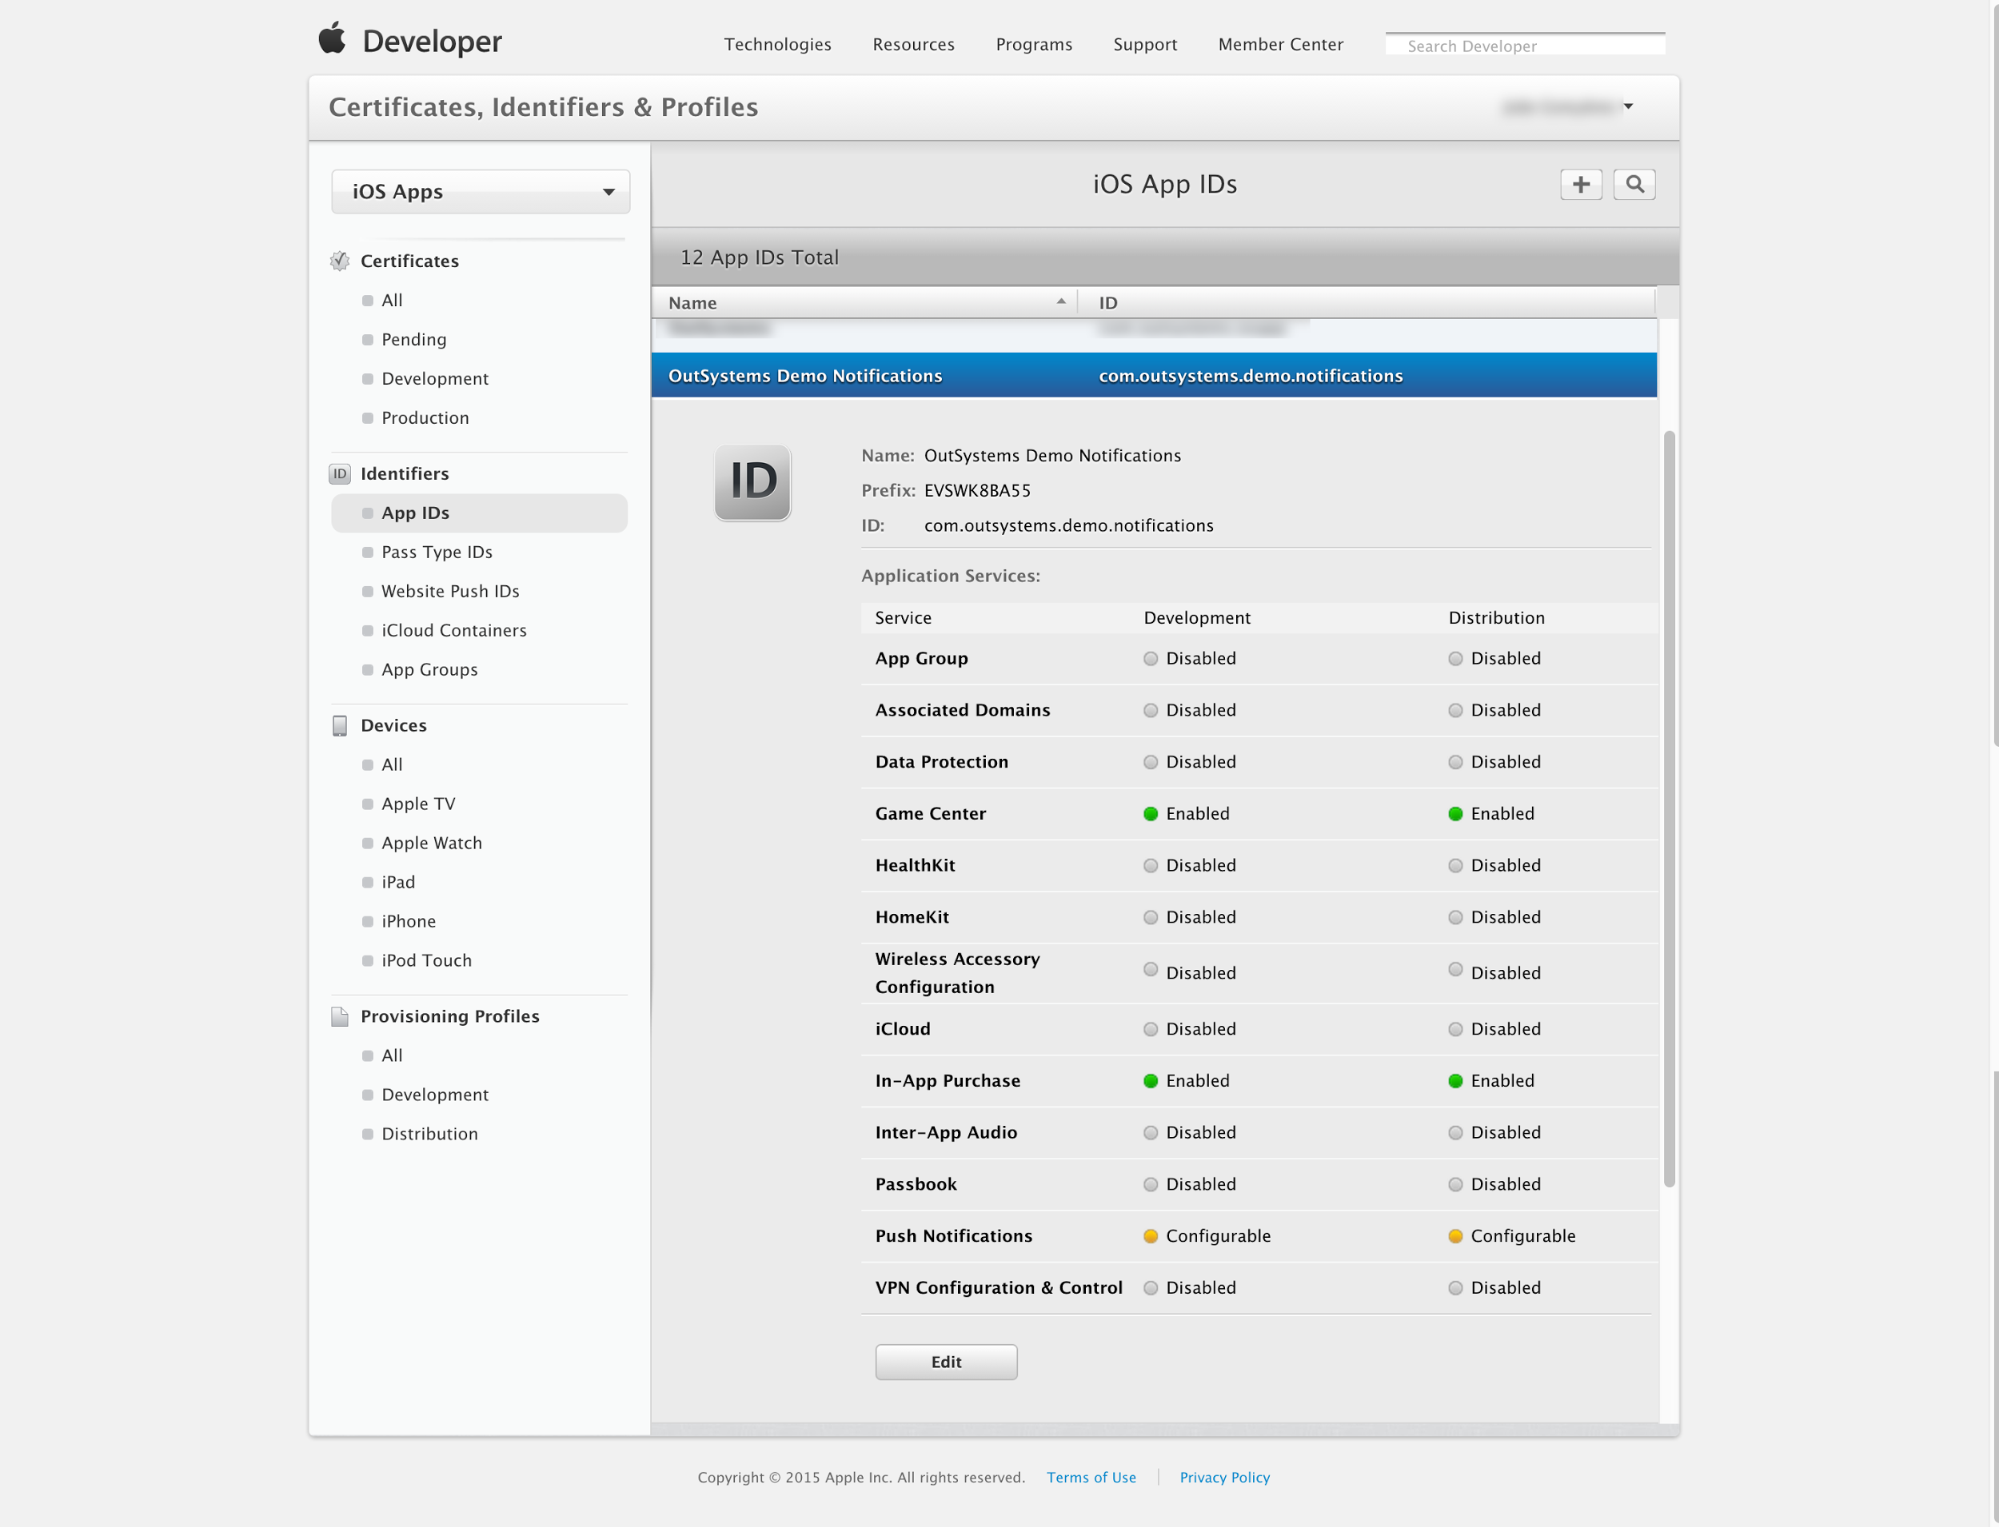 Developer
Technologies Resources Programs Support Member Center Search Developer
Certificates, Identifiers & Profiles
iOS Apps
Certificates
All
Pending
Development
Production
ID Identifiers
App IDs
Pass Type IDs
Website Push IDs
iCloud Containers
App Groups
Devices
All
Apple TV
Apple Watch
iPad
iPhone
iPod Touch
Provisioning Profiles
All
Development
Distribution
iOS App IDs
12 App IDs Total
Name ID
OutSystems Demo Notifications com.outsystems.demo.notifications
ID
Name: OutSystems Demo Notifications
Prefix: EVSWK8BA55
ID: com.outsystems.demo.notifications
Application Services:
Service Development Distribution
App Group Disabled Disabled
Associated Domains Disabled Disabled
Data Protection Disabled Disabled
Game Center Enabled Enabled
HealthKit Disabled Disabled
HomeKit Disabled Disabled
Wireless Accessory
Configuration Disabled Disabled
iCloud Disabled Disabled
In-App Purchase Enabled Enabled
Inter-App Audio Disabled Disabled
Passbook Disabled Disabled
Push Notifications Configurable Configurable
VPN Configuration & Control Disabled Disabled
Edit
Copyright © 2015 Apple Inc. All rights reserved. Terms of Use Privacy Policy